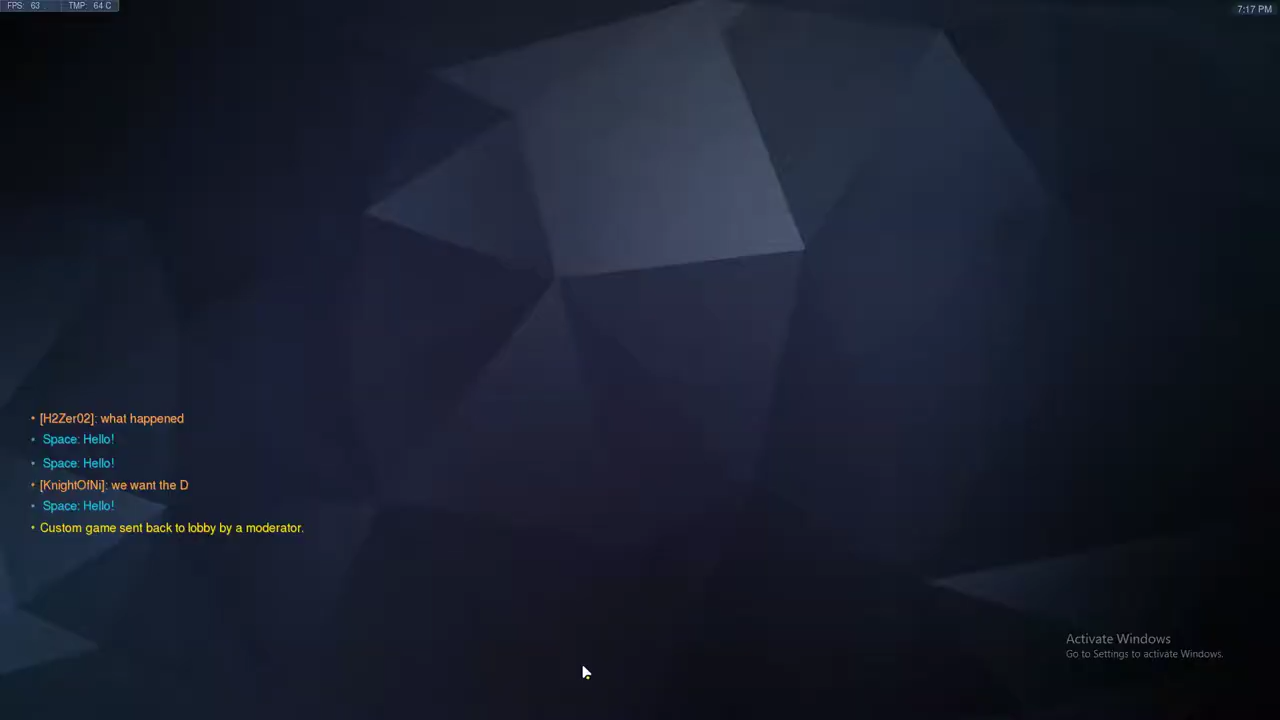 FPS: 63 TMP: 64 C
7:17 PM
• [H2Zer02]: what happened
• Space: Hello!
• Space: Hello!
• [KnightOfNi]: we want the D
• Space: Hello!
• Custom game sent back to lobby by a moderator.
Activate Windows
Go to Settings to activate Windows.